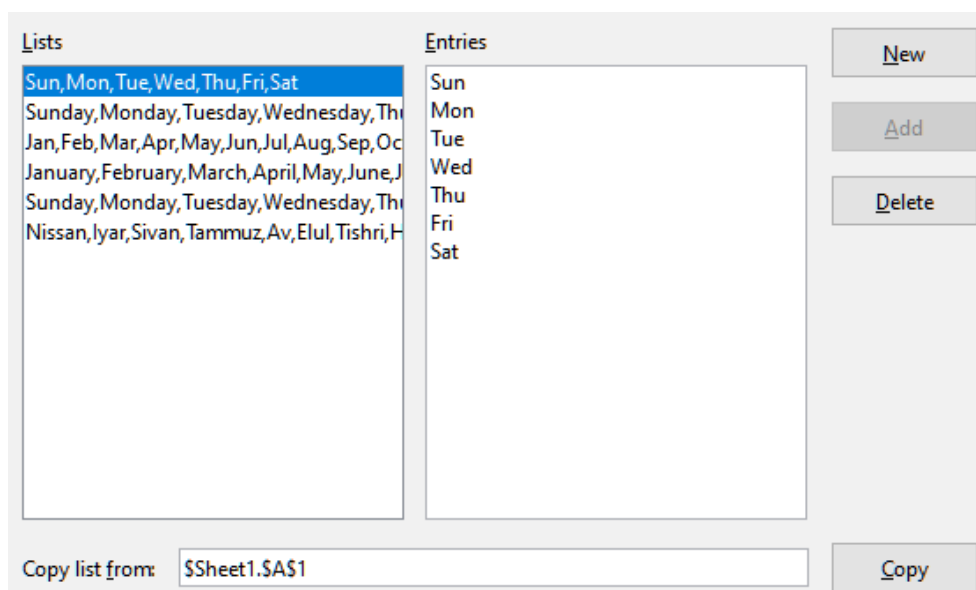 Lists
Sun,Mon,Tue,Wed,Thu,Fri,Sat
Sunday,Monday,Tuesday,Wednesday,Thu
Jan,Feb,Mar,Apr,May,Jun,Jul,Aug,Sep,Oc
January,February,March,April,May,June,J
Sunday,Monday,Tuesday,Wednesday,Thu
Nissan,Iyar,Sivan,Tammuz,Av,Elul,Tishri,H
Entries
Sun
Mon
Tue
Wed
Thu
Fri
Sat
New
Add
Delete
Copy list from: $Sheet1.$A$1
Copy